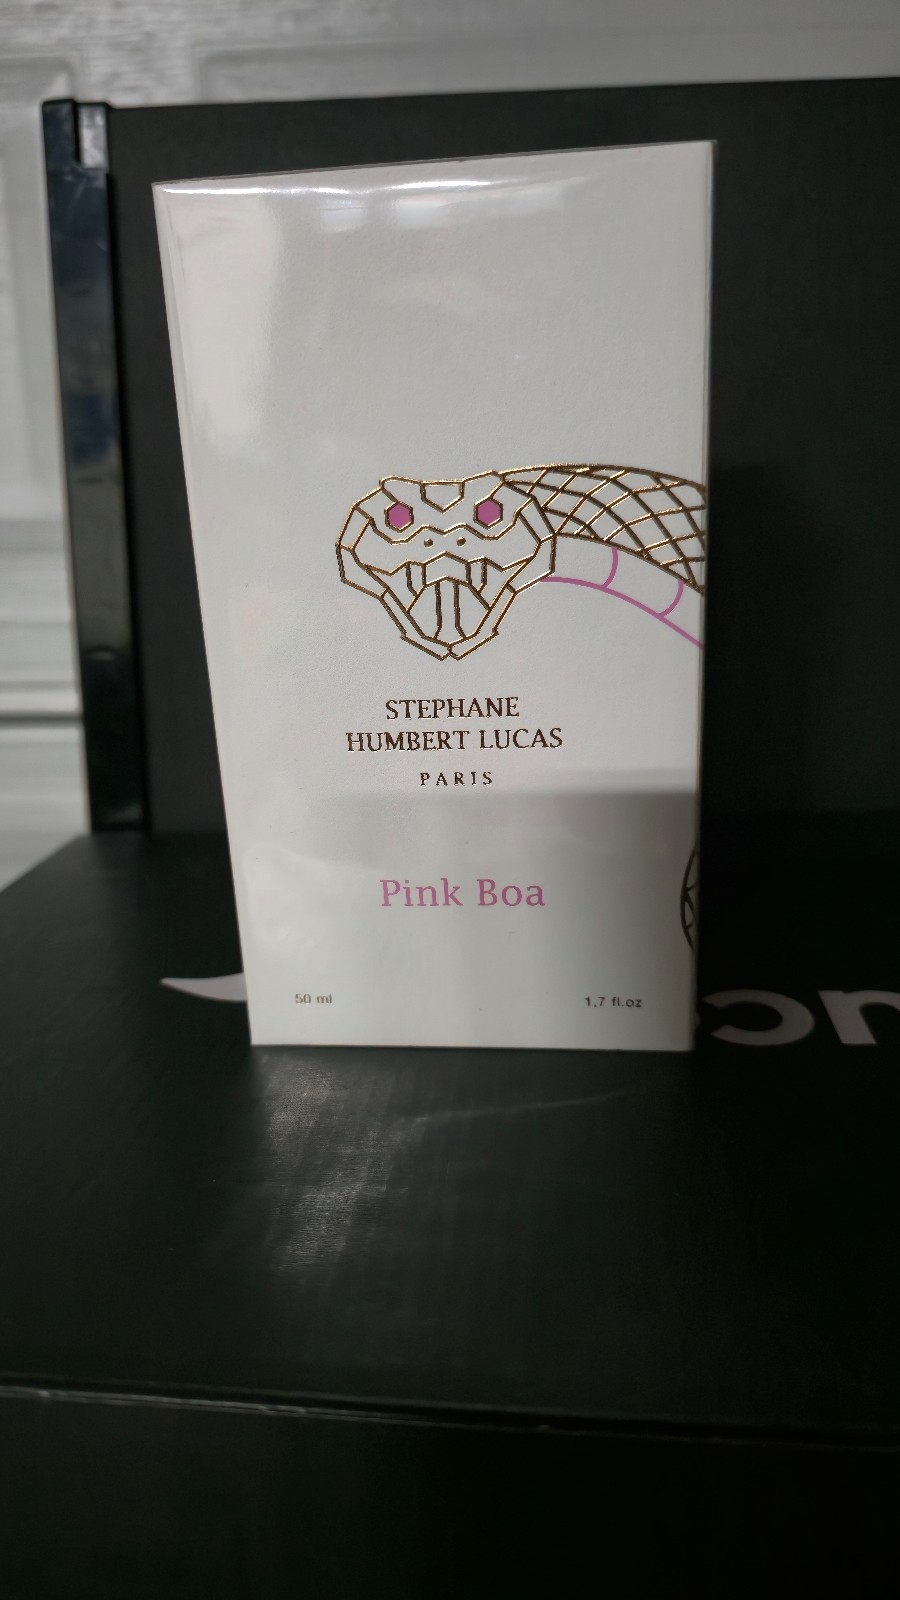 STEPHANE
HUMBERT LUCAS
PARIS
Pink Boa
50 ml
1,7 fl.oz